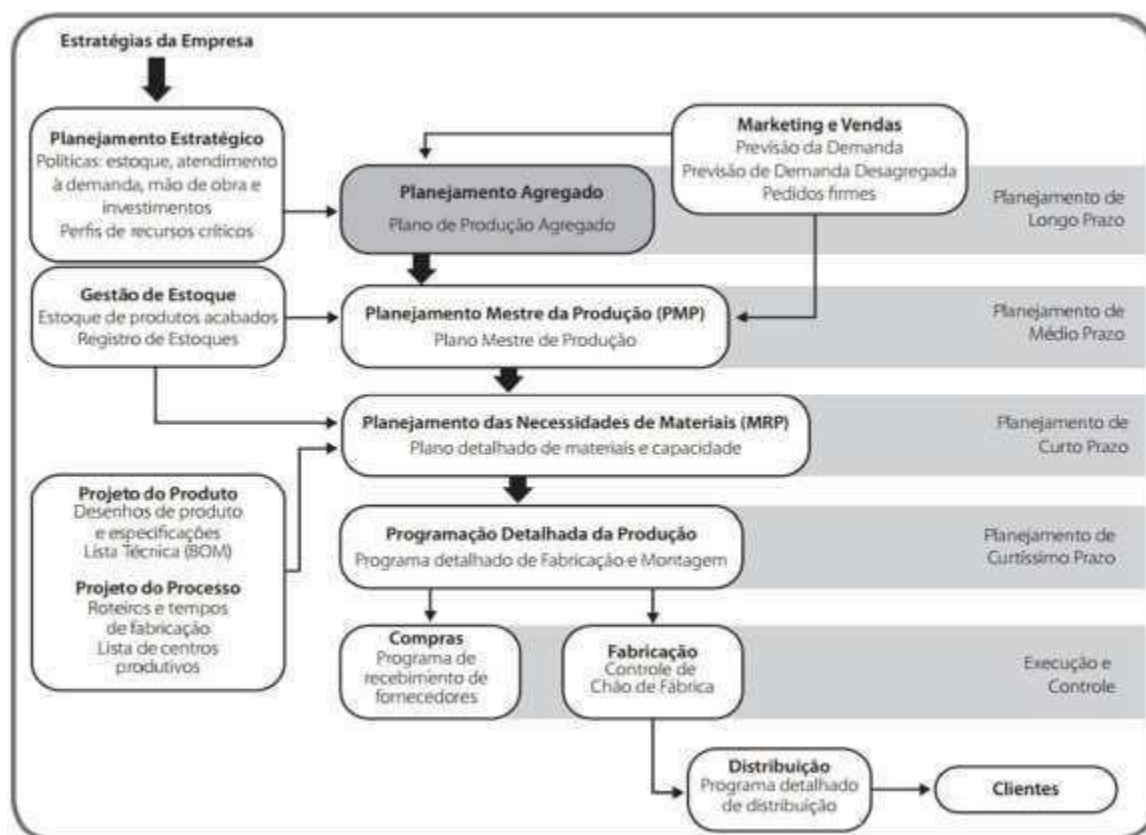 Estratégias da Empresa
Planejamento Estratégico
Políticas: estoque, atendimento
à demanda, mão de obra e
investimentos
Perfis de recursos críticos
Marketing e Vendas
Previsão da Demanda
Previsão de Demanda Desagregada
Pedidos firmes
Planejamento Agregado
Plano de Produção Agregado
Planejamento de
Longo Prazo
Gestão de Estoque
Estoque de produtos acabados
Registro de Estoques
Planejamento Mestre da Produção (PMP)
Plano Mestre de Produção
Planejamento de
Médio Prazo
Planejamento das Necessidades de Materiais (MRP)
Plano detalhado de materiais e capacidade
Planejamento de
Curto Prazo
Projeto do Produto
Desenhos de produto
e especificações
Lista Técnica (BOM)
Projeto do Processo
Roteiros e tempos
de fabricação
Lista de centros
produtivos
Programação Detalhada da Produção
Programa detalhado de Fabricação e Montagem
Planejamento de
Curtíssimo Prazo
Compras
Programa de
recebimento de
fornecedores
Fabricação
Controle de
Chão de Fábrica
Execução e
Controle
Distribuição
Programa detalhado
de distribuição
Clientes